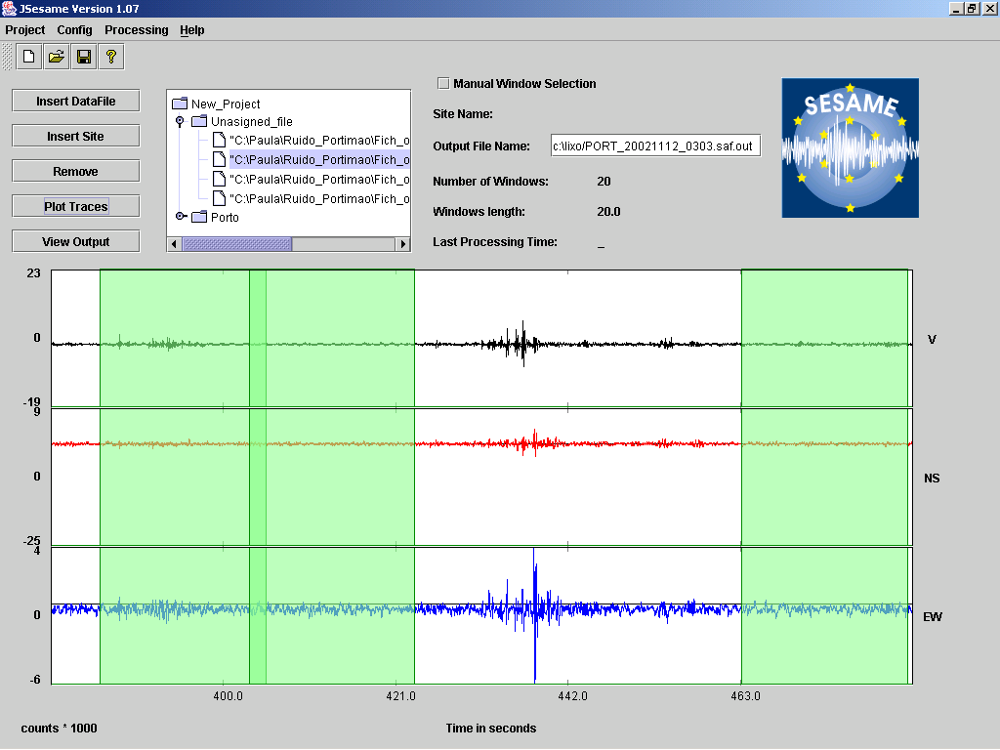 JSesame Version 1.07
Project Config Processing Help
?
Insert DataFile
Insert Site
Remove
Plot Traces
View Output
New_Project
Unasigned_file
"C:\Paula\Ruido_Portimao\Fich_o
"C:\Paula\Ruido_Portimao\Fich_o
"C:\Paula\Ruido_Portimao\Fich_o
"C:\Paula\Ruido_Portimao\Fich_o
Porto
Manual Window Selection
Site Name:
Output File Name: c:\lixo/PORT_20021112_0303.saf.out
Number of Windows: 20
Windows length: 20.0
Last Processing Time: _
SESAME
23
0
-19
V
9
0
-25
NS
4
0
-6
EW
400.0 421.0 442.0 463.0
counts * 1000 Time in seconds